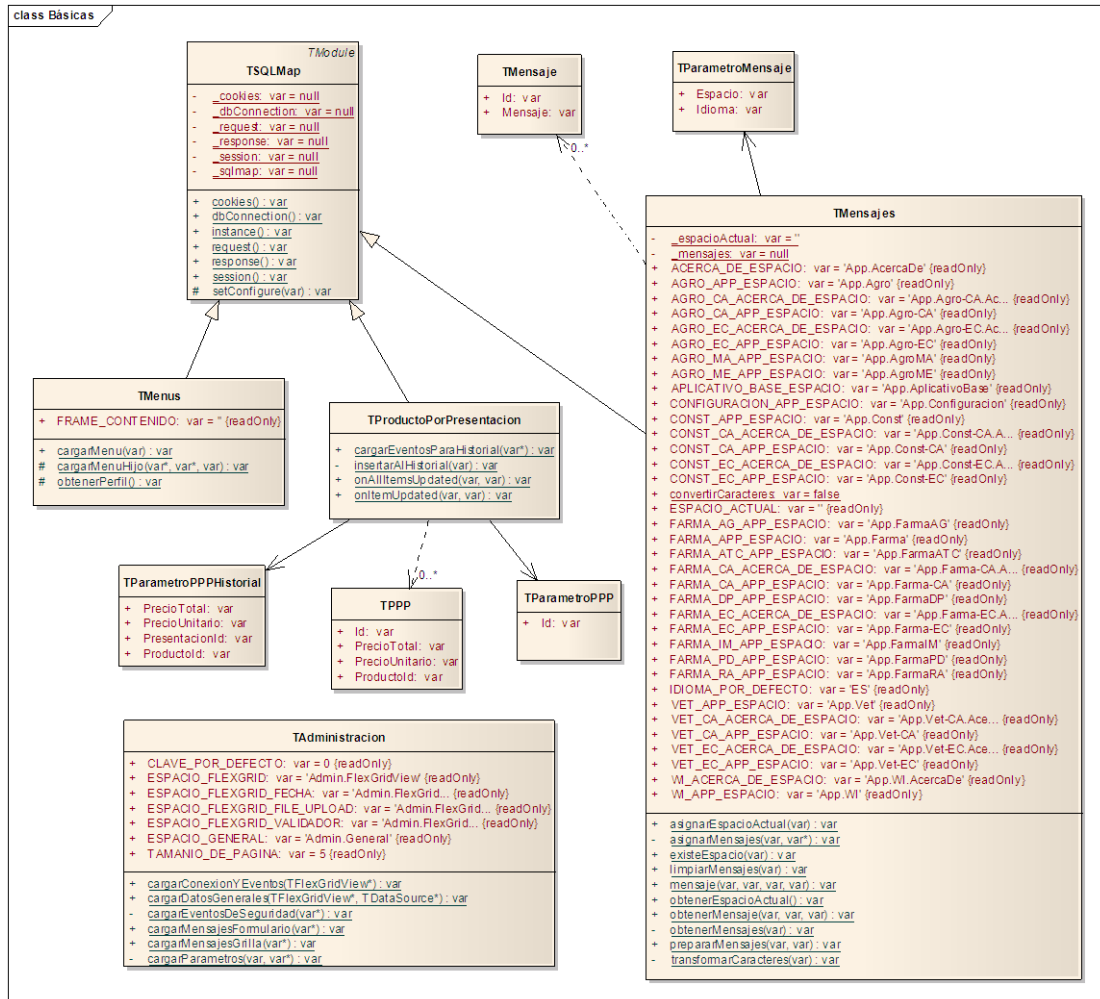 class Básicas
TModule
TSQLMap
- _cookies: var = null
- _dbConnection: var = null
- _request: var = null
- _response: var = null
- _session: var = null
- _sqlmap: var = null
+ cookies() : var
+ dbConnection() : var
+ instance() : var
+ request() : var
+ response() : var
+ session() : var
# setConfigure(var) : var
TMensaje
+ Id: var
+ Mensaje: var
0..*
TParametroMensaje
+ Espacio: var
+ Idioma: var
TMensajes
- _espacioActual: var = ''
- _mensajes: var = null
+ ACERCA_DE_ESPACIO: var = 'App.AcercaDe' {readOnly}
+ AGRO_APP_ESPACIO: var = 'App.Agro' {readOnly}
+ AGRO_CA_ACERCA_DE_ESPACIO: var = 'App.Agro-CA.Ac... {readOnly}
+ AGRO_CA_APP_ESPACIO: var = 'App.Agro-CA' {readOnly}
+ AGRO_EC_ACERCA_DE_ESPACIO: var = 'App.Agro-EC.Ac... {readOnly}
+ AGRO_EC_APP_ESPACIO: var = 'App.Agro-EC' {readOnly}
+ AGRO_MA_APP_ESPACIO: var = 'App.AgroMA' {readOnly}
+ AGRO_ME_APP_ESPACIO: var = 'App.AgroME' {readOnly}
+ APLICATIVO_BASE_ESPACIO: var = 'App.AplicativoBase' {readOnly}
+ CONFIGURACION_APP_ESPACIO: var = 'App.Configuracion' {readOnly}
+ CONST_APP_ESPACIO: var = 'App.Const' {readOnly}
+ CONST_CA_ACERCA_DE_ESPACIO: var = 'App.Const-CA.A... {readOnly}
+ CONST_CA_APP_ESPACIO: var = 'App.Const-CA' {readOnly}
+ CONST_EC_ACERCA_DE_ESPACIO: var = 'App.Const-EC.A... {readOnly}
+ CONST_EC_APP_ESPACIO: var = 'App.Const-EC' {readOnly}
+ convertirCaracteres: var = false
+ ESPACIO_ACTUAL: var = '' {readOnly}
+ FARMA_AG_APP_ESPACIO: var = 'App.FarmaAG' {readOnly}
+ FARMA_APP_ESPACIO: var = 'App.Farma' {readOnly}
+ FARMA_ATC_APP_ESPACIO: var = 'App.FarmaATC' {readOnly}
+ FARMA_CA_ACERCA_DE_ESPACIO: var = 'App.Farma-CA.A... {readOnly}
+ FARMA_CA_APP_ESPACIO: var = 'App.Farma-CA' {readOnly}
+ FARMA_DP_APP_ESPACIO: var = 'App.FarmaDP' {readOnly}
+ FARMA_EC_ACERCA_DE_ESPACIO: var = 'App.Farma-EC.A... {readOnly}
+ FARMA_EC_APP_ESPACIO: var = 'App.Farma-EC' {readOnly}
+ FARMA_IM_APP_ESPACIO: var = 'App.FarmaIM' {readOnly}
+ FARMA_PD_APP_ESPACIO: var = 'App.FarmaPD' {readOnly}
+ FARMA_RA_APP_ESPACIO: var = 'App.FarmaRA' {readOnly}
+ IDIOMA_POR_DEFECTO: var = 'ES' {readOnly}
+ VET_APP_ESPACIO: var = 'App.Vet' {readOnly}
+ VET_CA_ACERCA_DE_ESPACIO: var = 'App.Vet-CA.Ace... {readOnly}
+ VET_CA_APP_ESPACIO: var = 'App.Vet-CA' {readOnly}
+ VET_EC_ACERCA_DE_ESPACIO: var = 'App.Vet-EC.Ace... {readOnly}
+ VET_EC_APP_ESPACIO: var = 'App.Vet-EC' {readOnly}
+ WI_ACERCA_DE_ESPACIO: var = 'App.WI.AcercaDe' {readOnly}
+ WI_APP_ESPACIO: var = 'App.WI' {readOnly}
+ asignarEspacioActual(var) : var
- asignarMensajes(var, var*) : var
+ existeEspacio(var) : var
+ limpiarMensajes(var) : var
+ mensaje(var, var, var, var) : var
+ obtenerEspacioActual() : var
+ obtenerMensaje(var, var, var) : var
- obtenerMensajes(var) : var
+ prepararMensajes(var, var) : var
- transformarCaracteres(var) : var
TMenus
+ FRAME_CONTENIDO: var = '' {readOnly}
+ cargarMenu(var) : var
# cargarMenuHijo(var*, var*, var) : var
# obtenerPerfil() : var
TProductoPorPresentacion
+ cargarEventosParaHistorial(var*) : var
- insertarAlHistorial(var) : var
+ onAllItemsUpdated(var, var) : var
+ onItemUpdated(var, var) : var
TParametroPPPHistorial
+ PrecioTotal: var
+ PrecioUnitario: var
+ PresentacionId: var
+ ProductoId: var
0..*
TPPP
+ Id: var
+ PrecioTotal: var
+ PrecioUnitario: var
+ ProductoId: var
TParametroPPP
+ Id: var
TAdministracion
+ CLAVE_POR_DEFECTO: var = 0 {readOnly}
+ ESPACIO_FLEXGRID: var = 'Admin.FlexGridView' {readOnly}
+ ESPACIO_FLEXGRID_FECHA: var = 'Admin.FlexGrid... {readOnly}
+ ESPACIO_FLEXGRID_FILE_UPLOAD: var = 'Admin.FlexGrid... {readOnly}
+ ESPACIO_FLEXGRID_VALIDADOR: var = 'Admin.FlexGrid... {readOnly}
+ ESPACIO_GENERAL: var = 'Admin.General' {readOnly}
+ TAMANIO_DE_PAGINA: var = 5 {readOnly}
+ cargarConexionYEventos(TFlexGridView*) : var
+ cargarDatosGenerales(TFlexGridView*, TDataSource*) : var
- cargarEventosDeSeguridad(var*) : var
+ cargarMensajesFormulario(var*) : var
+ cargarMensajesGrilla(var*) : var
- cargarParametros(var, var*) : var